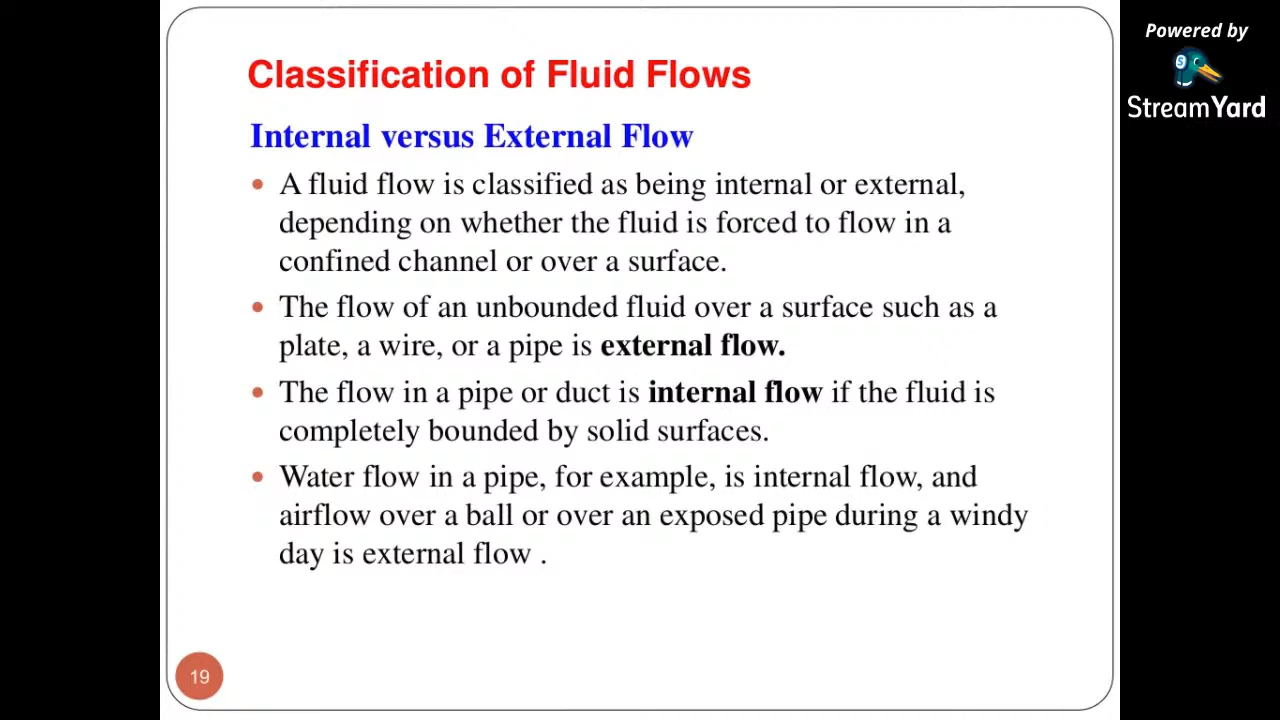 Classification of Fluid Flows
Internal versus External Flow
• A fluid flow is classified as being internal or external,
depending on whether the fluid is forced to flow in a
confined channel or over a surface.
• The flow of an unbounded fluid over a surface such as a
plate, a wire, or a pipe is external flow.
• The flow in a pipe or duct is internal flow if the fluid is
completely bounded by solid surfaces.
• Water flow in a pipe, for example, is internal flow, and
airflow over a ball or over an exposed pipe during a windy
day is external flow .
19
Powered by
StreamYard